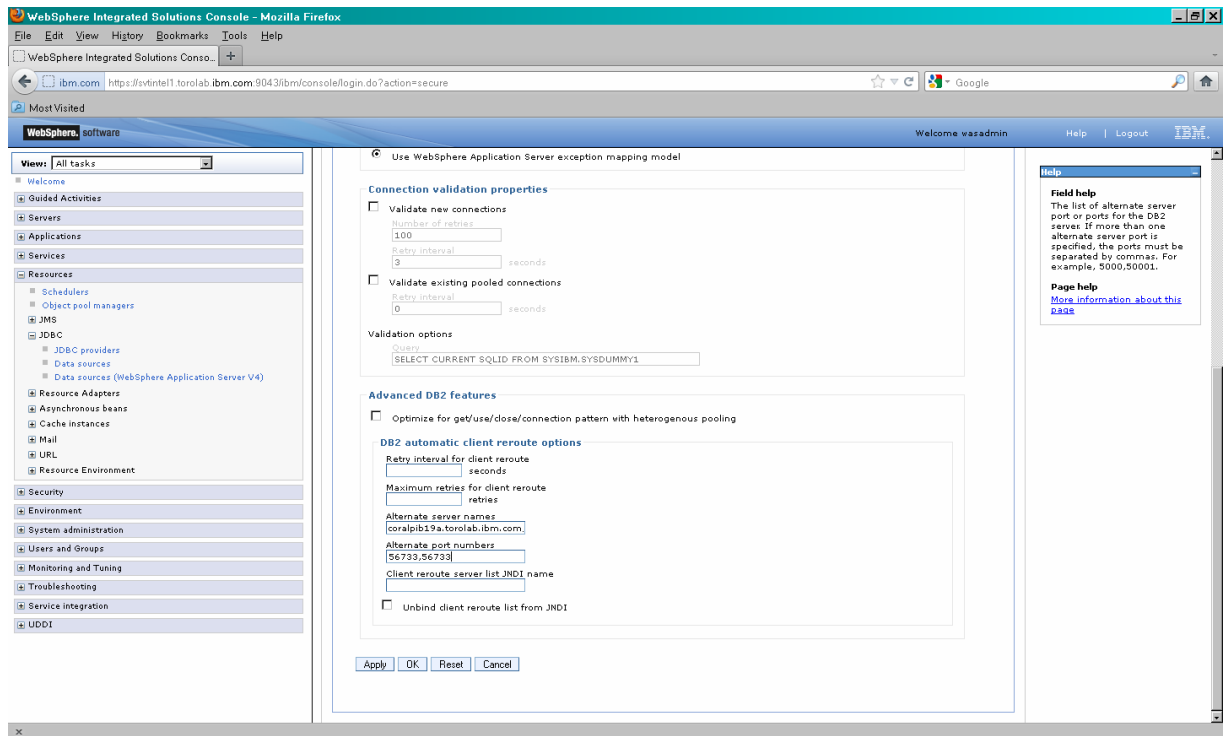 WebSphere Integrated Solutions Console - Mozilla Firefox
File Edit View History Bookmarks Tools Help
WebSphere Integrated Solutions Conso... +
ibm.com https://svtintel1.torolab.ibm.com:9043/ibm/console/login.do?action=secure
Google
Most Visited
WebSphere. software
Welcome wasadmin
Help | Logout
IBM.
View: All tasks
Welcome
Guided Activities
Servers
Applications
Services
Resources
Schedulers
Object pool managers
JMS
JDBC
JDBC providers
Data sources
Data sources (WebSphere Application Server V4)
Resource Adapters
Asynchronous beans
Cache instances
Mail
URL
Resource Environment
Security
Environment
System administration
Users and Groups
Monitoring and Tuning
Troubleshooting
Service integration
UDDI
Use WebSphere Application Server exception mapping model
Connection validation properties
Validate new connections
Number of retries
100
Retry interval
3 seconds
Validate existing pooled connections
Retry interval
0 seconds
Validation options
Query
SELECT CURRENT SQLID FROM SYSIBM.SYSDUMMY1
Advanced DB2 features
Optimize for get/use/close/connection pattern with heterogenous pooling
DB2 automatic client reroute options
Retry interval for client reroute
seconds
Maximum retries for client reroute
retries
Alternate server names
coralpib19a.torolab.ibm.com,
Alternate port numbers
56733,56733
Client reroute server list JNDI name
Unbind client reroute list from JNDI
Apply OK Reset Cancel
Help
Field help
The list of alternate server
port or ports for the DB2
server. If more than one
alternate server port is
specified, the ports must be
separated by commas. For
example, 5000,50001.
Page help
More information about this
page
x